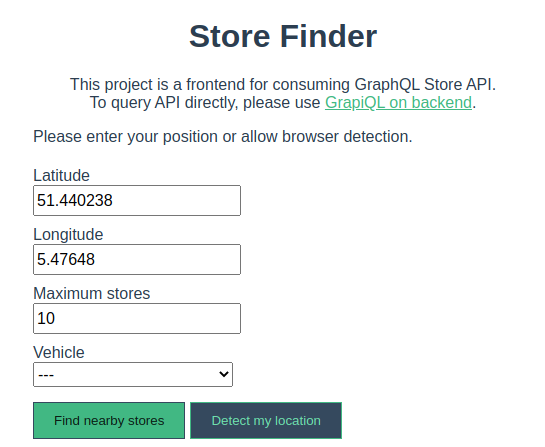 Store Finder
This project is a frontend for consuming GraphQL Store API.
To query API directly, please use GrapiQL on backend.
Please enter your position or allow browser detection.
Latitude
51.440238
Longitude
5.47648
Maximum stores
10
Vehicle
---
Find nearby stores Detect my location